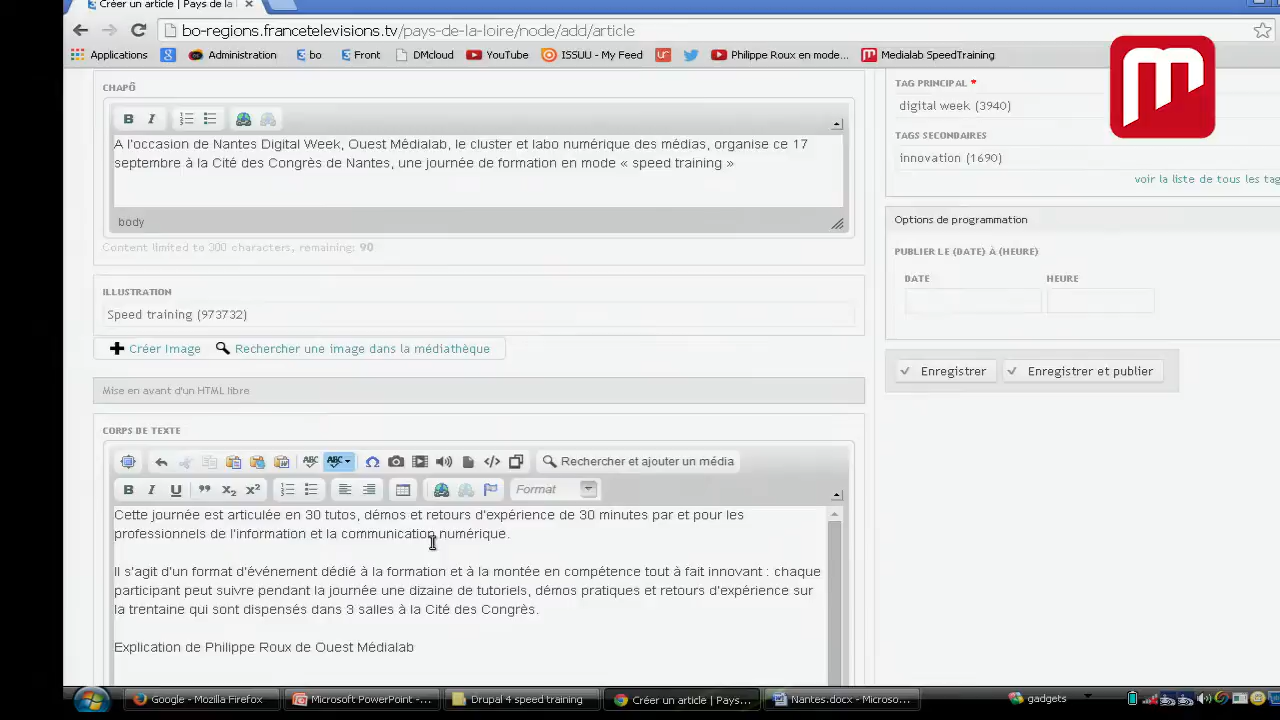 Créer un article | Pays de la
bo-regions.francetelevisions.tv/pays-de-la-loire/node/add/article
Applications Administration bo Front DMcloud YouTube ISSUU - My Feed Philippe Roux en mode... Medialab SpeedTraining
CHAPÔ
B I
A l'occasion de Nantes Digital Week, Ouest Médialab, le cluster et labo numérique des médias, organise ce 17
septembre à la Cité des Congrès de Nantes, une journée de formation en mode « speed training »
body
Content limited to 300 characters, remaining: 90
ILLUSTRATION
Speed training (973732)
Créer Image Rechercher une image dans la médiathèque
Mise en avant d'un HTML libre
CORPS DE TEXTE
ABC ABC Rechercher et ajouter un média
B I U X₂ X² Format
Cette journée est articulée en 30 tutos, démos et retours d'expérience de 30 minutes par et pour les
professionnels de l'information et la communication numérique.
Il s'agit d'un format d'événement dédié à la formation et à la montée en compétence tout à fait innovant : chaque
participant peut suivre pendant la journée une dizaine de tutoriels, démos pratiques et retours d'expérience sur
la trentaine qui sont dispensés dans 3 salles à la Cité des Congrès.
Explication de Philippe Roux de Ouest Médialab
TAG PRINCIPAL *
digital week (3940)
TAGS SECONDAIRES
innovation (1690)
voir la liste de tous les tag
Options de programmation
PUBLIER LE (DATE) À (HEURE)
DATE HEURE
Enregistrer Enregistrer et publier
m
Google - Mozilla Firefox Microsoft PowerPoint - ... Drupal 4 speed training Créer un article | Pays... Nantes.docx - Microso... gadgets